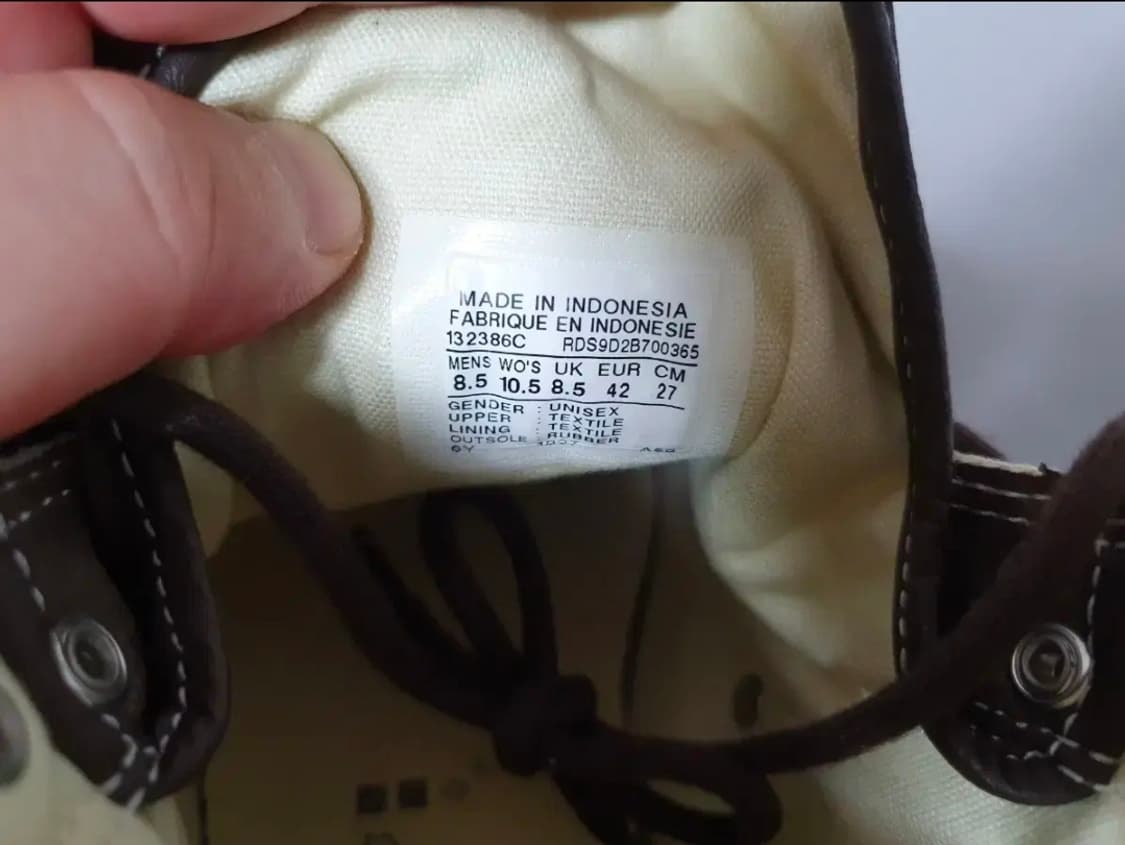 MADE IN INDONESIA
FABRIQUE EN INDONESIE
132386C RDS9D2B700365
MENS WO'S UK EUR CM
8.5 10.5 8.5 42 27
GENDER : UNISEX
UPPER : TEXTILE
LINING : TEXTILE
OUTSOLE : RUBBER
6Y